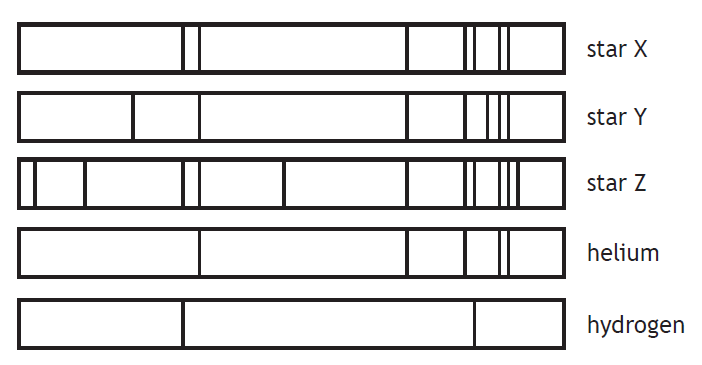 star X
star Y
star Z
helium
hydrogen